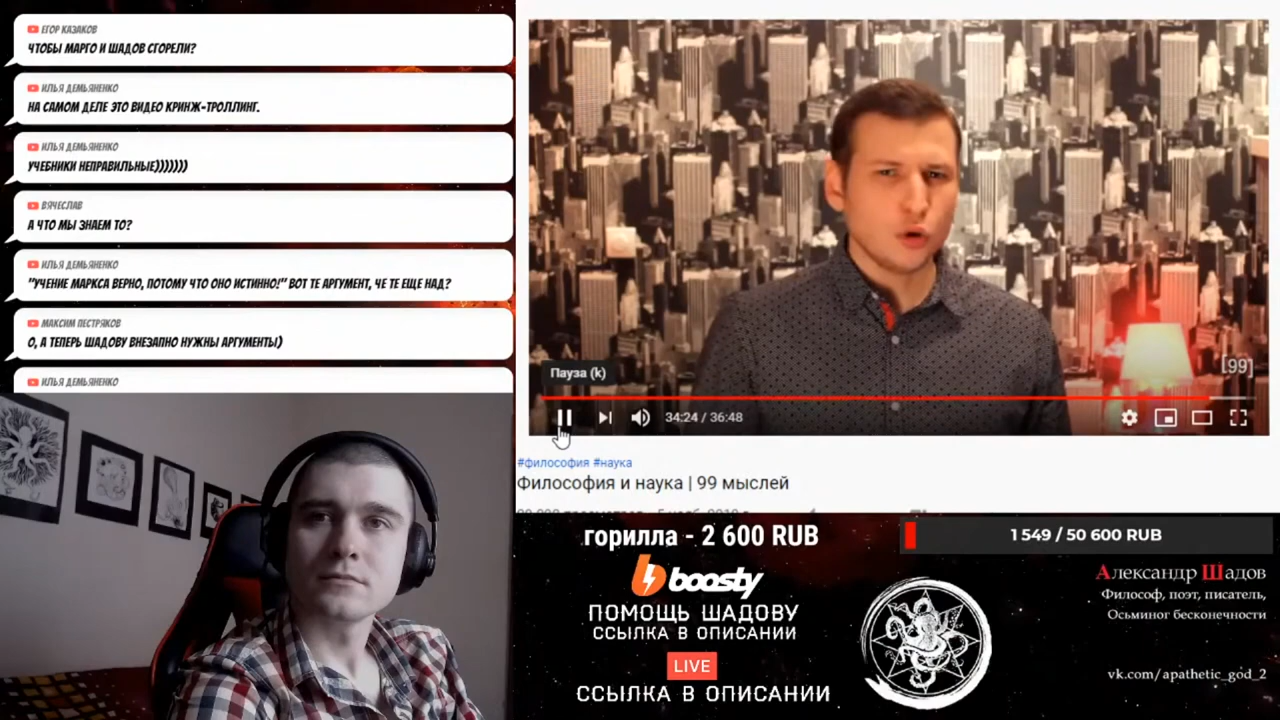 ЕГОР КАЗАКОВ
ЧТОБЫ МАРГО И ШАДОВ СГОРЕЛИ?
ИЛЬЯ ДЕМЬЯНЕНКО
НА САМОМ ДЕЛЕ ЭТО ВИДЕО КРИНЖ-ТРОЛЛИНГ.
ИЛЬЯ ДЕМЬЯНЕНКО
УЧЕБНИКИ НЕПРАВИЛЬНЫЕ)))))))
ВЯЧЕСЛАВ
А ЧТО МЫ ЗНАЕМ ТО?
ИЛЬЯ ДЕМЬЯНЕНКО
"УЧЕНИЕ МАРКСА ВЕРНО, ПОТОМУ ЧТО ОНО ИСТИННО!" ВОТ ТЕ АРГУМЕНТ, ЧЕ ТЕ ЕЩЕ НАД?
МАКСИМ ПЕСТРЯКОВ
О, А ТЕПЕРЬ ШАДОВУ ВНЕЗАПНО НУЖНЫ АРГУМЕНТЫ)
ИЛЬЯ ДЕМЬЯНЕНКО
[99]
Пауза (k)
34:24 / 36:48
#философия #наука
Философия и наука | 99 мыслей
горилла - 2 600 RUB
boosty
ПОМОЩЬ ШАДОВУ
ССЫЛКА В ОПИСАНИИ
LIVE
ССЫЛКА В ОПИСАНИИ
1 549 / 50 600 RUB
Александр Шадов
Философ, поэт, писатель,
Осьминог бесконечности
vk.com/apathetic_god_2